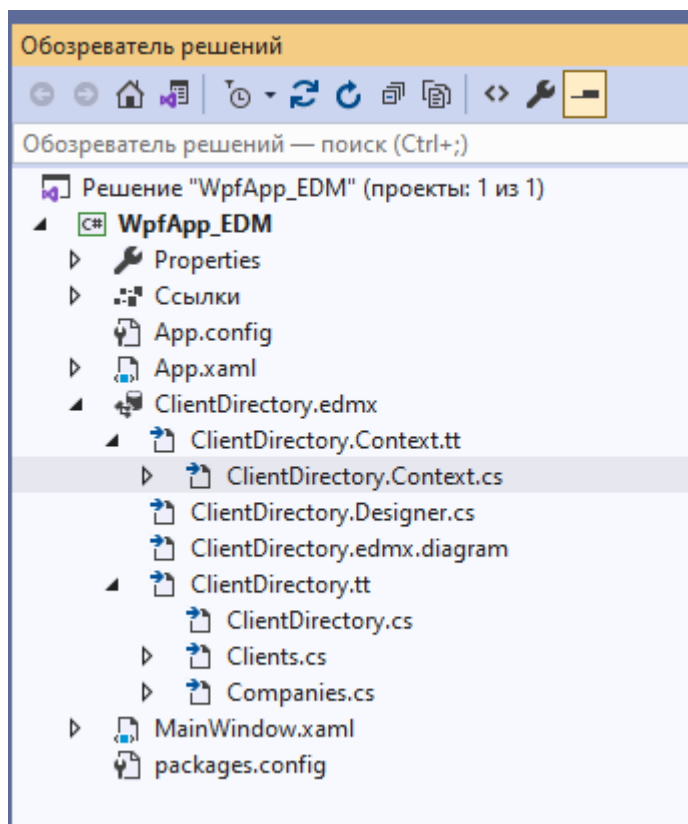 Обозреватель решений
Обозреватель решений — поиск (Ctrl+;)
Решение "WpfApp_EDM" (проекты: 1 из 1)
C# WpfApp_EDM
Properties
Ссылки
App.config
App.xaml
ClientDirectory.edmx
ClientDirectory.Context.tt
ClientDirectory.Context.cs
ClientDirectory.Designer.cs
ClientDirectory.edmx.diagram
ClientDirectory.tt
ClientDirectory.cs
Clients.cs
Companies.cs
MainWindow.xaml
packages.config